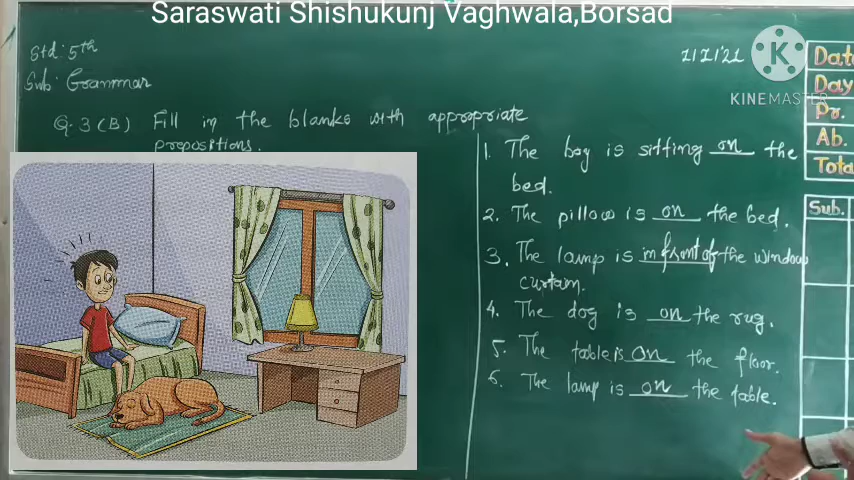 Saraswati Shishukunj Vaghwala,Borsad
Std: 5th
Sub: Grammar
Q. 3 (B) Fill in the blanks with appropriate
prepositions.
1. The boy is sitting on the
bed.
2. The pillow is on the bed.
3. The lamp is in front of the window
curtain.
4. The dog is on the rug.
5. The table is on the floor.
6. The lamp is on the table.
K
KINEMASTER
Date
Day
Pr.
Ab.
Total
Sub.